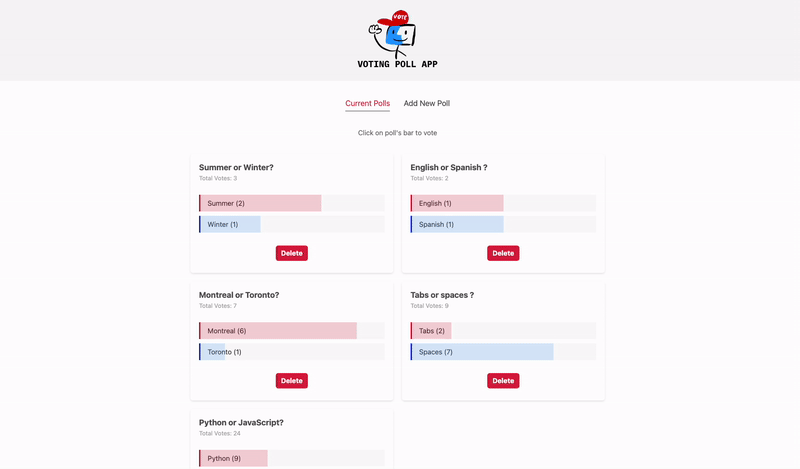 VOTE
VOTING POLL APP
Current Polls
Add New Poll
Click on poll's bar to vote
Summer or Winter?
Total Votes: 3
Summer (2)
Winter (1)
Delete
English or Spanish ?
Total Votes: 2
English (1)
Spanish (1)
Delete
Montreal or Toronto?
Total Votes: 7
Montreal (6)
Toronto (1)
Delete
Tabs or spaces ?
Total Votes: 9
Tabs (2)
Spaces (7)
Delete
Python or JavaScript?
Total Votes: 24
Python (9)